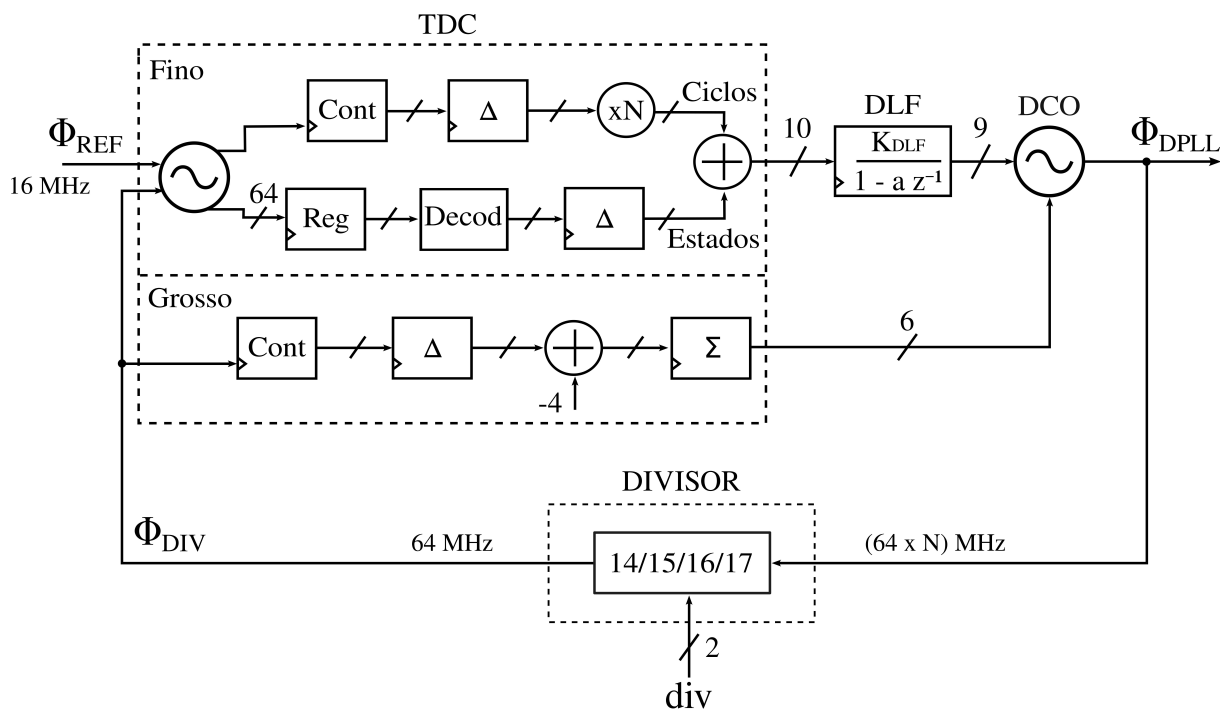 TDC
Fino
Cont
Δ
xN
Ciclos
Φ_REF
16 MHz
64
Reg
Decod
Δ
Estados
10
DLF
K_DLF
1 - a z⁻¹
9
DCO
Φ_DPLL
Grosso
Cont
Δ
-4
Σ
6
DIVISOR
Φ_DIV
64 MHz
14/15/16/17
(64 x N) MHz
2
div